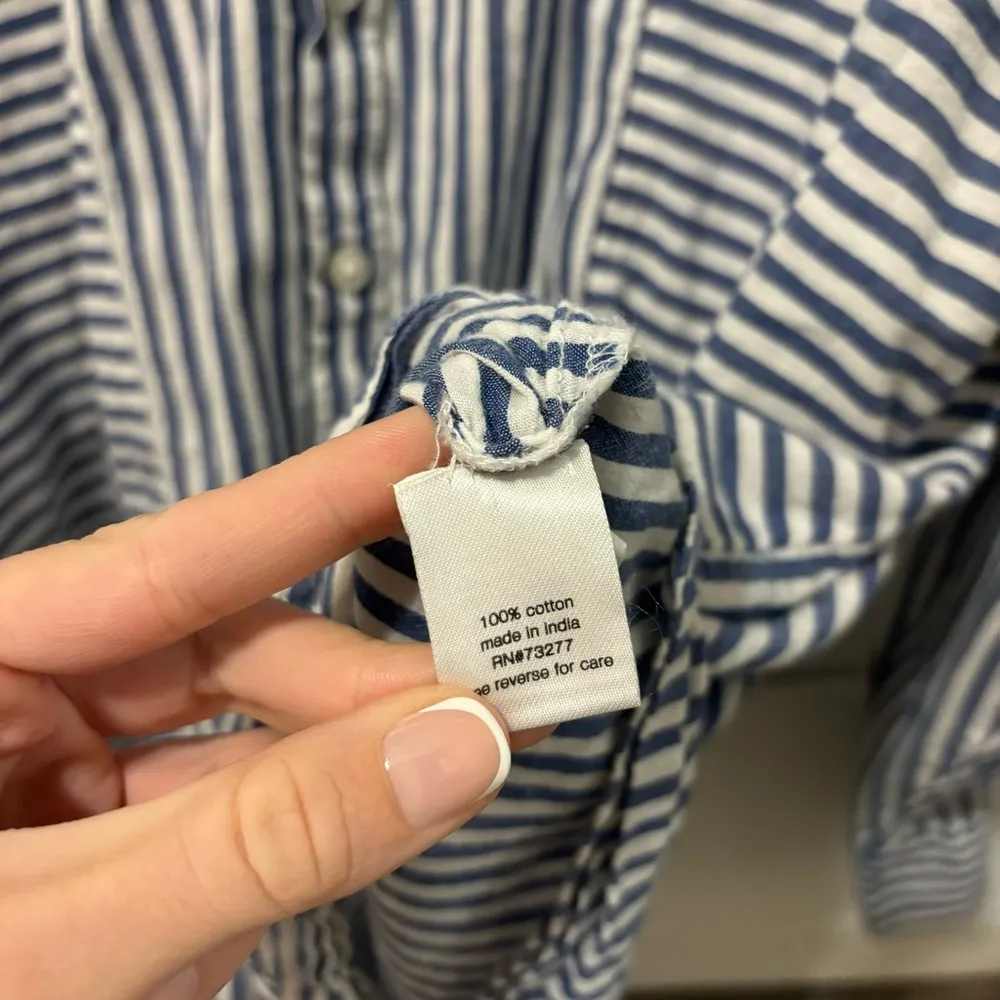 100% cotton
made in india
RN#73277
reverse for care